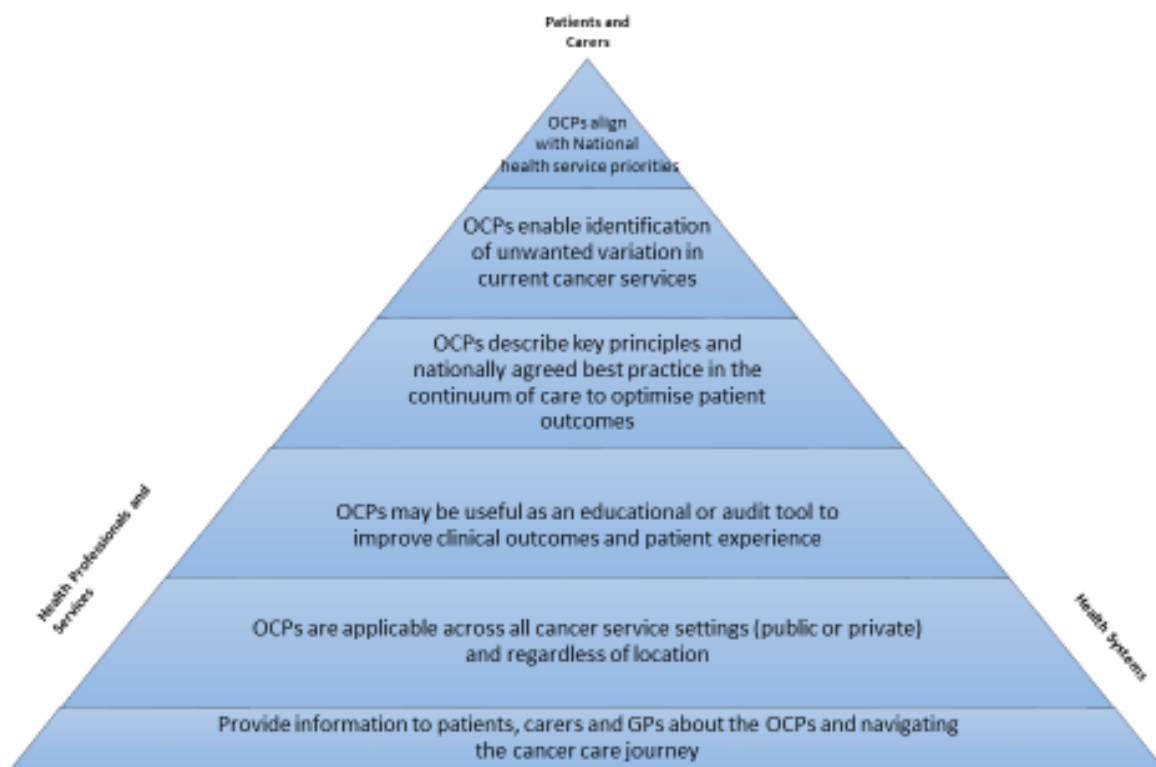 Patients and
Carers
OCPs align
with National
health service priorities
OCPs enable identification
of unwanted variation in
current cancer services
OCPs describe key principles and
nationally agreed best practice in the
continuum of care to optimise patient
outcomes
OCPs may be useful as an educational or audit tool to
improve clinical outcomes and patient experience
Health Professionals and
Services
OCPs are applicable across all cancer service settings (public or private)
and regardless of location
Health Systems
Provide information to patients, carers and GPs about the OCPs and navigating
the cancer care journey